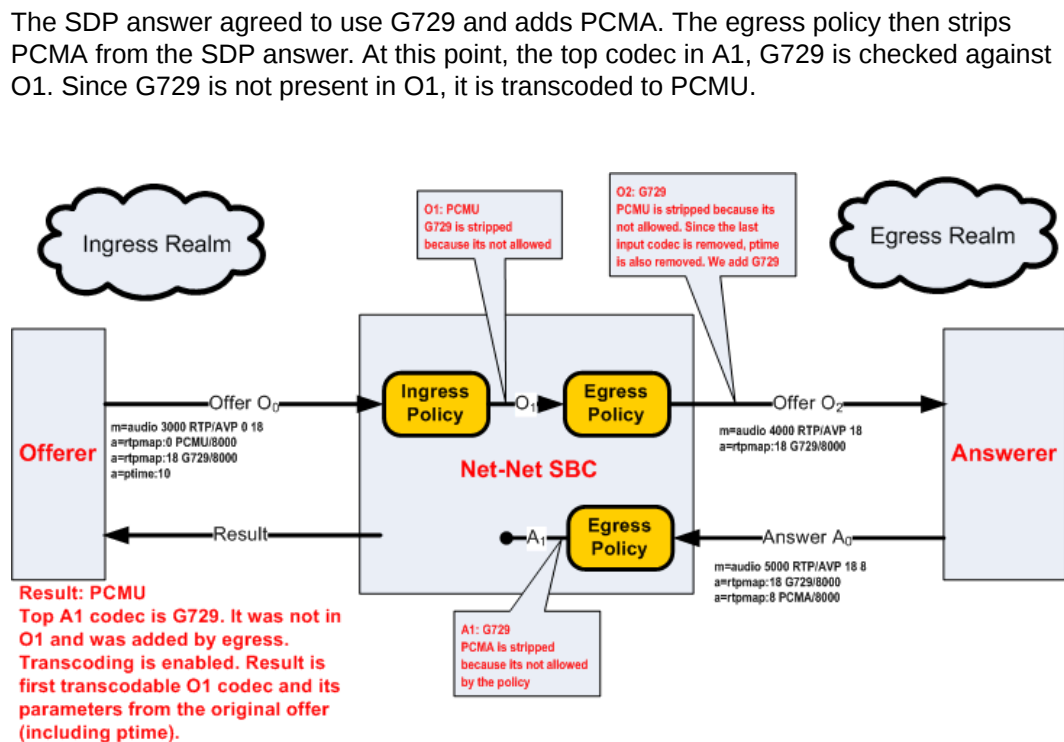 The SDP answer agreed to use G729 and adds PCMA. The egress policy then strips
PCMA from the SDP answer. At this point, the top codec in A1, G729 is checked against
O1. Since G729 is not present in O1, it is transcoded to PCMU.
Ingress Realm
O1: PCMU
G729 is stripped
because its not allowed
O2: G729
PCMU is stripped because its
not allowed. Since the last
input codec is removed, ptime
is also removed. We add G729
Egress Realm
Offerer
Offer O0
m=audio 3000 RTP/AVP 0 18
a=rtpmap:0 PCMU/8000
a=rtpmap:18 G729/8000
a=ptime:10
Ingress
Policy
O1
Egress
Policy
Net-Net SBC
Offer O2
m=audio 4000 RTP/AVP 18
a=rtpmap:18 G729/8000
Answerer
Result
A1
Egress
Policy
Answer A0
m=audio 5000 RTP/AVP 18 8
a=rtpmap:18 G729/8000
a=rtpmap:8 PCMA/8000
Result: PCMU
Top A1 codec is G729. It was not in
O1 and was added by egress.
Transcoding is enabled. Result is
first transcodable O1 codec and its
parameters from the original offer
(including ptime).
A1: G729
PCMA is stripped
because its not allowed
by the policy